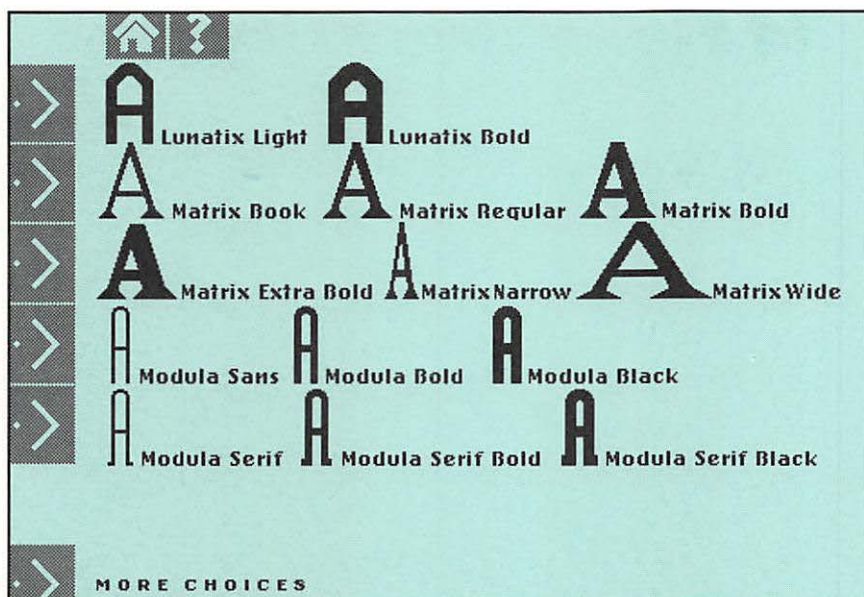 ?
A Lunatix Light A Lunatix Bold
A Matrix Book A Matrix Regular A Matrix Bold
A Matrix Extra Bold A MatrixNarrow A MatrixWide
A Modula Sans A Modula Bold A Modula Black
A Modula Serif A Modula Serif Bold A Modula Serif Black
MORE CHOICES